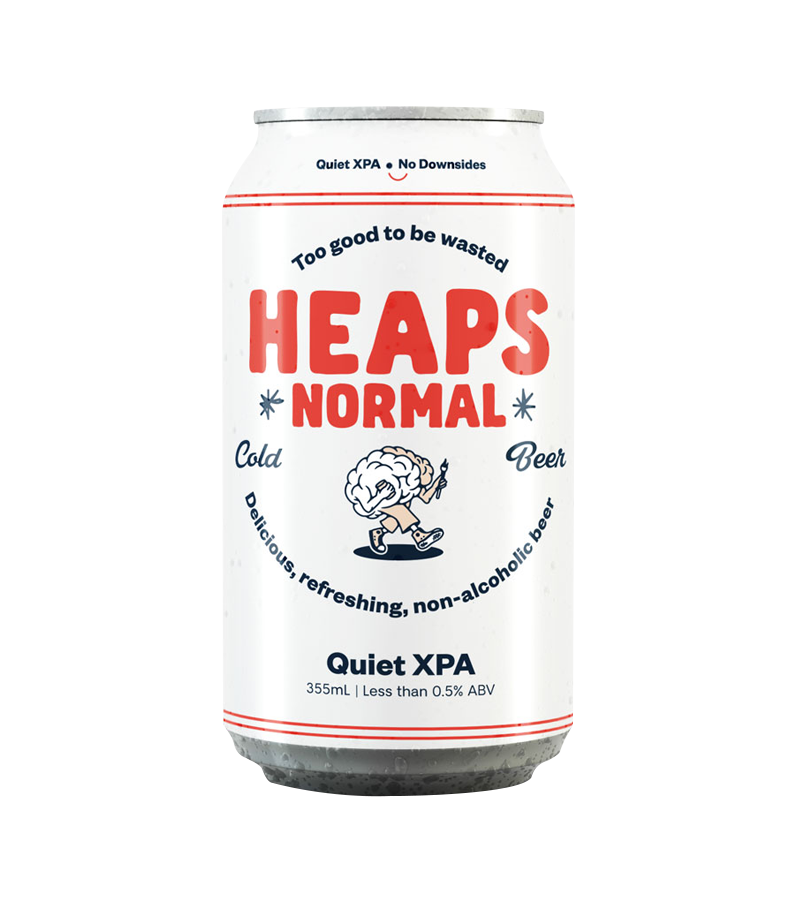 Quiet XPA • No Downsides
Too good to be wasted
HEAPS
NORMAL
Cold Beer
Delicious, refreshing, non-alcoholic beer
Quiet XPA
355mL | Less than 0.5% ABV